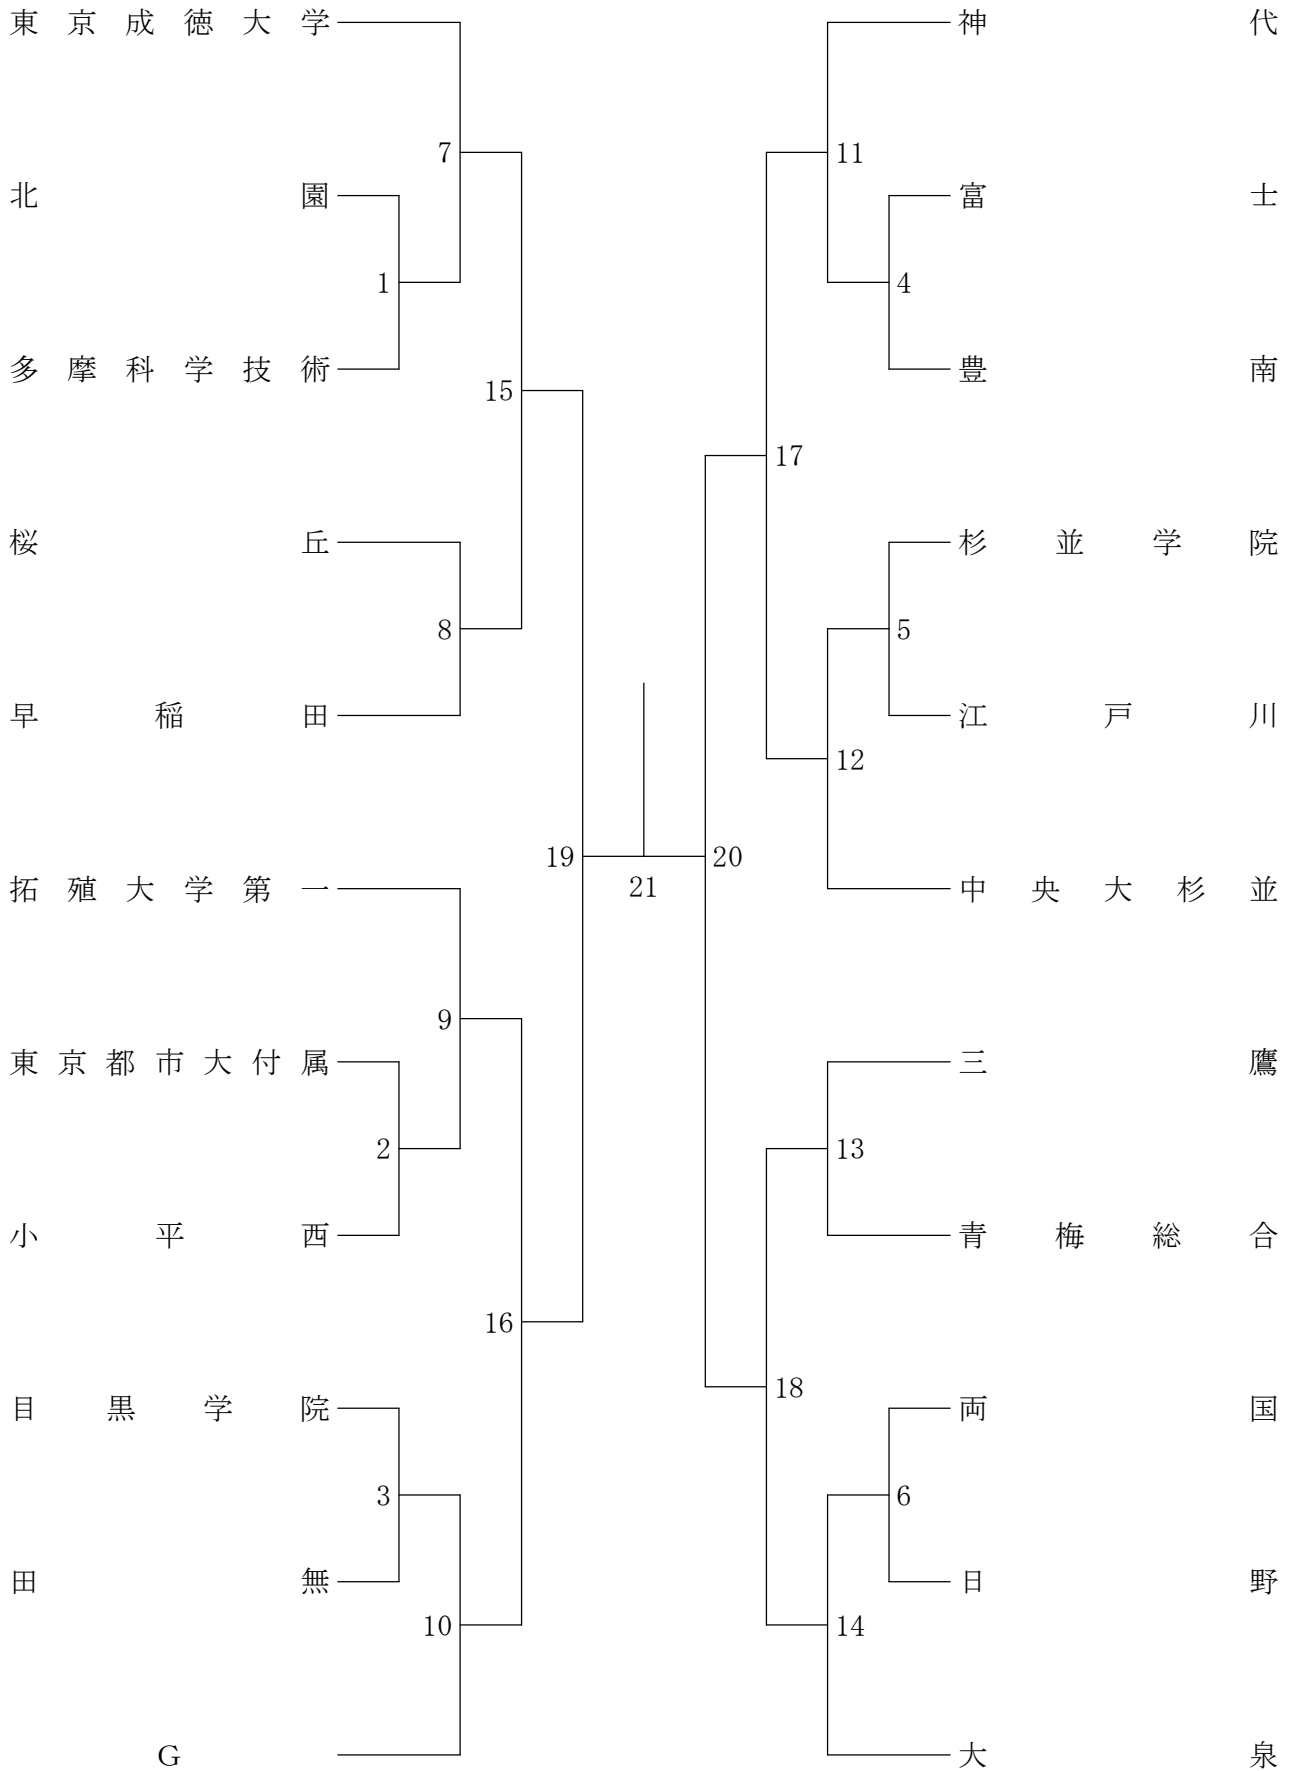 東京成徳大学
神代
7
11
北園
富士
1
4
多摩科学技術
豊南
15
17
桜丘
杉並学院
8
5
早稲田
江戸川
12
19
20
21
拓殖大学第一
中央大杉並
9
東京都市大付属
三鷹
2
13
小平西
青梅総合
16
18
目黒学院
両国
3
6
田無
日野
10
14
G
大泉